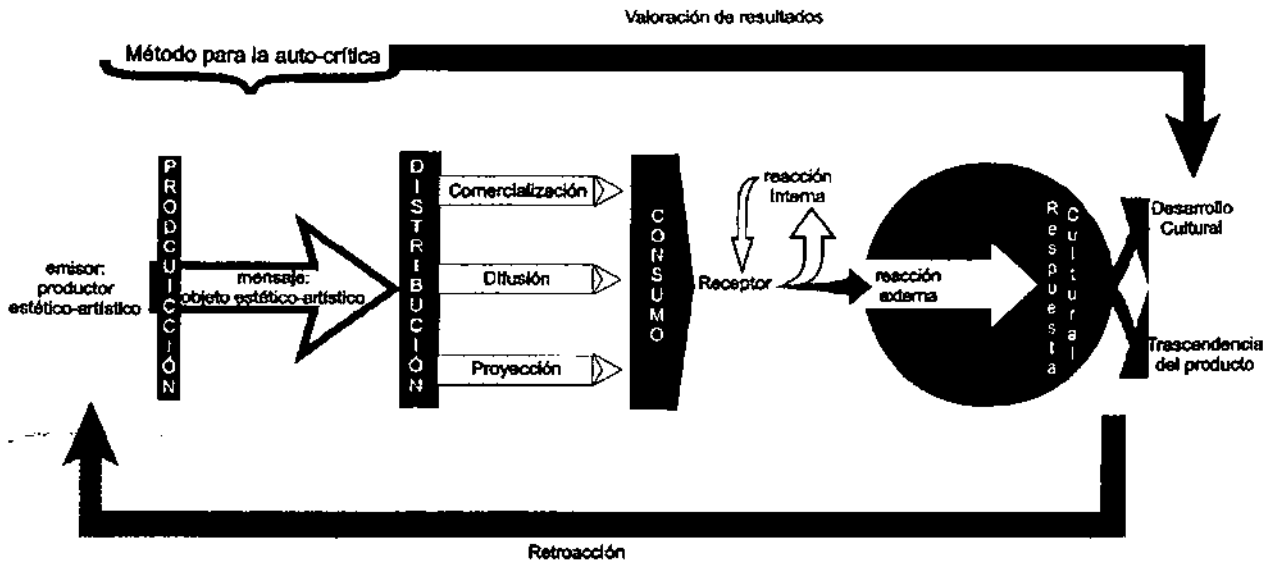 Valoración de resultados
Método para la auto-crítica
emisor:
productor
estético-artístico
PRODCUICCIÓN
mensaje:
objeto estético-artístico
DISTRIBUCIÓN
Comercialización
Difusión
Proyección
CONSUMO
reacción
Interna
Receptor
reacción
externa
Respuesta
Cultural
Desarrollo
Cultural
Trascendencia
del producto
Retroacción